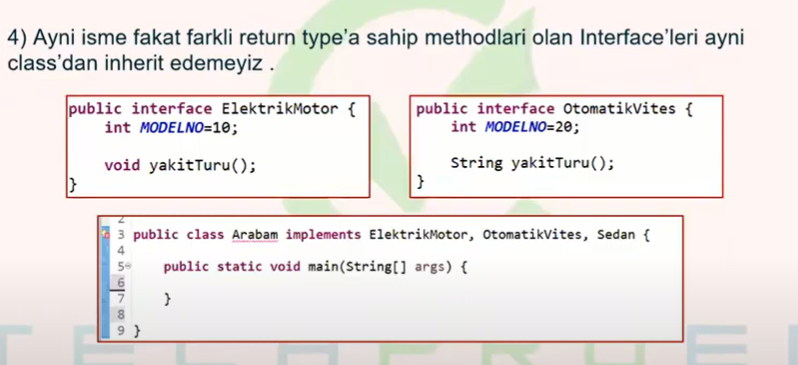 4) Ayni isme fakat farkli return type'a sahip methodlari olan Interface'leri ayni
class'dan inherit edemeyiz .
public interface ElektrikMotor {
int MODELNO=10;
void yakitTuru();
}
public interface OtomatikVites {
int MODELNO=20;
String yakitTuru();
}
2
3 public class Arabam implements ElektrikMotor, OtomatikVites, Sedan {
4
5 public static void main(String[] args) {
6
7 }
8
9 }